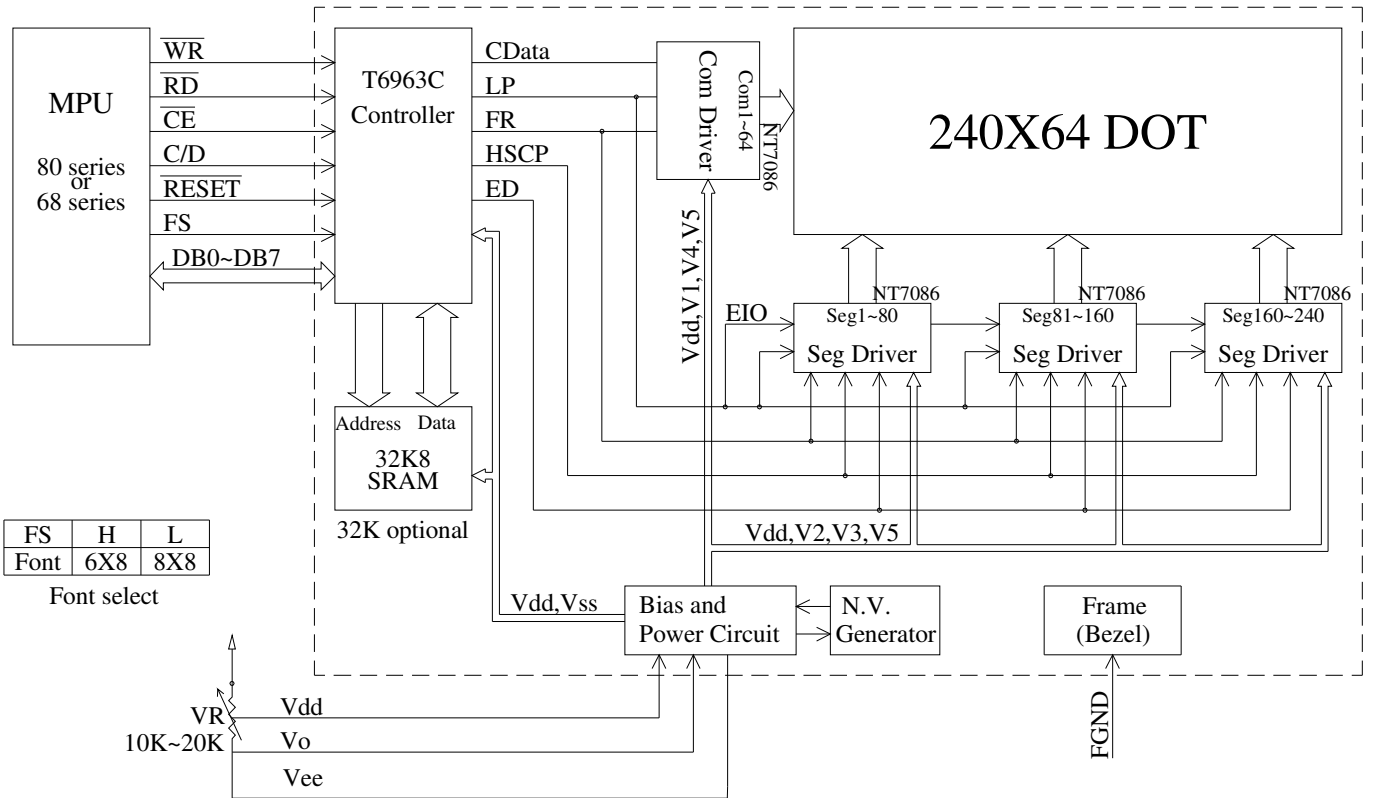 MPU
80 series
or
68 series
WR
RD
CE
C/D
RESET
FS
DB0~DB7
T6963C
Controller
CData
LP
FR
HSCP
ED
Com Driver
Com1~64
NT7086
240X64 DOT
Vdd,V1,V4,V5
EIO
NT7086
Seg1~80
Seg Driver
NT7086
Seg81~160
Seg Driver
NT7086
Seg160~240
Seg Driver
Address Data
32K8
SRAM
32K optional
FS H L
Font 6X8 8X8
Font select
Vdd,V2,V3,V5
Vdd,Vss
Bias and
Power Circuit
N.V.
Generator
Frame
(Bezel)
FGND
VR
10K~20K
Vdd
Vo
Vee